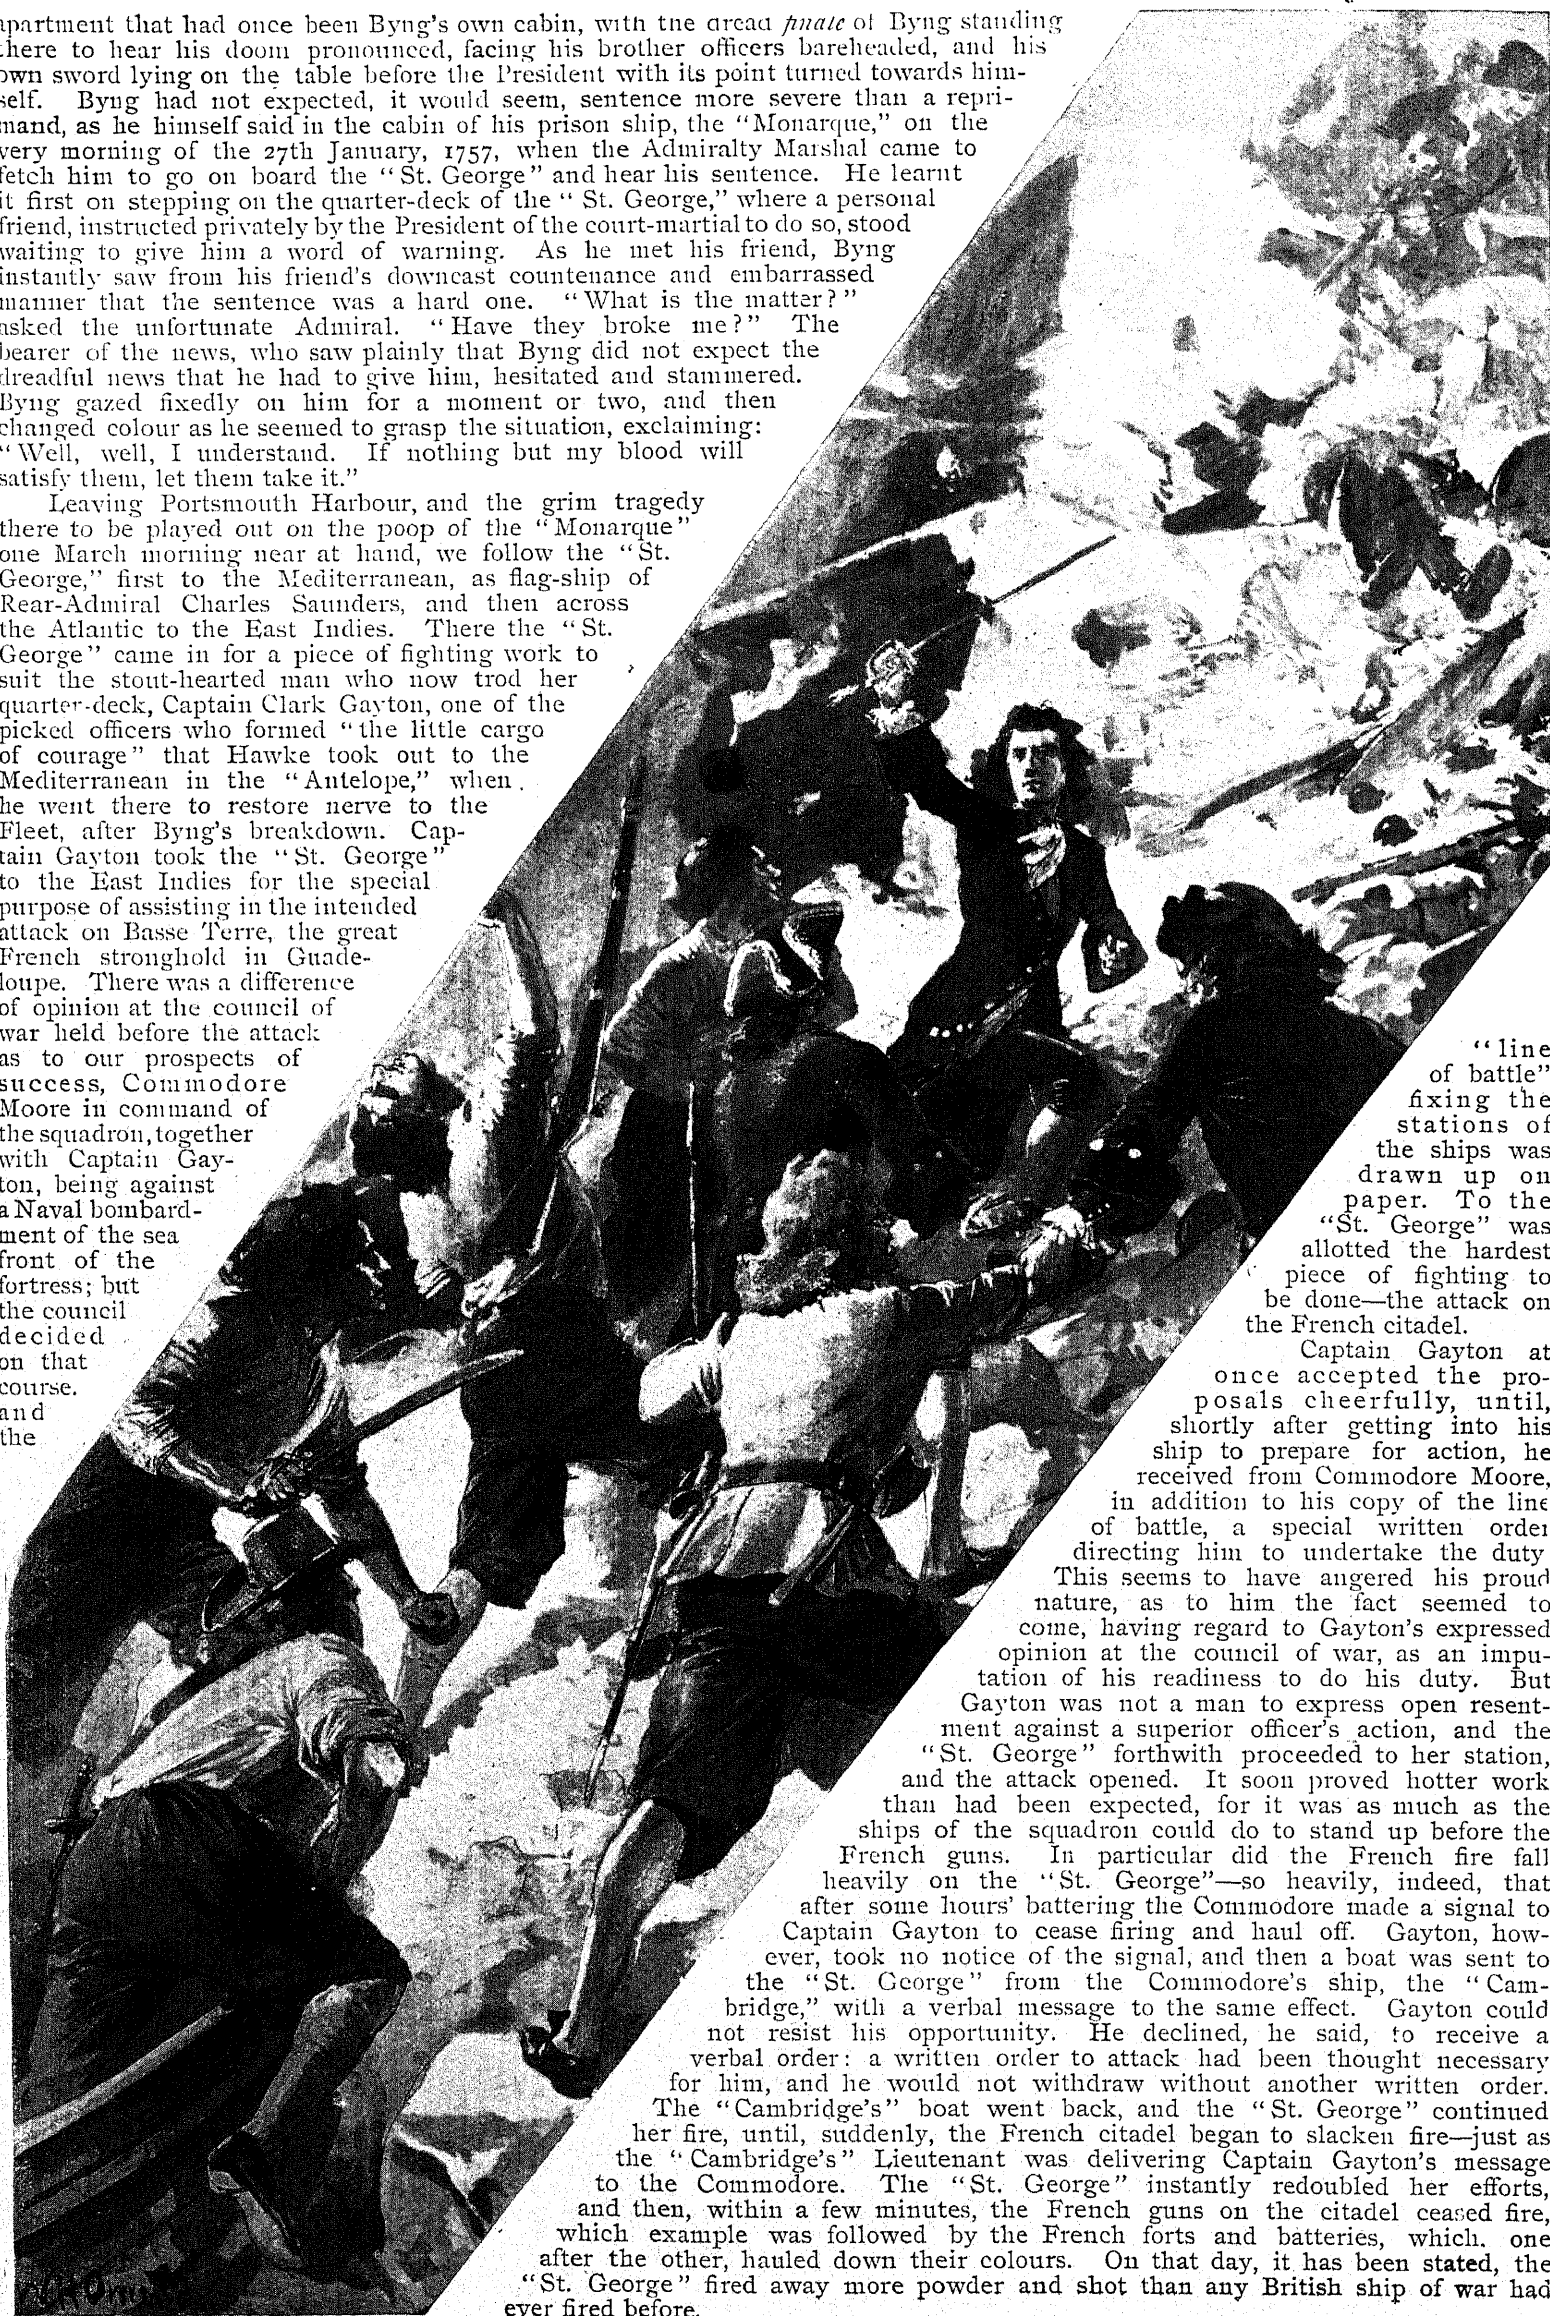 apartment that had once been Byng's own cabin, with the dread finale of Byng standing
there to hear his doom pronounced, facing his brother officers bareheaded, and his
own sword lying on the table before the President with its point turned towards him-
self. Byng had not expected, it would seem, sentence more severe than a repri-
mand, as he himself said in the cabin of his prison ship, the "Monarque," on the
very morning of the 27th January, 1757, when the Admiralty Marshal came to
fetch him to go on board the "St. George" and hear his sentence. He learnt
it first on stepping on the quarter-deck of the "St. George," where a personal
friend, instructed privately by the President of the court-martial to do so, stood
waiting to give him a word of warning. As he met his friend, Byng
instantly saw from his friend's downcast countenance and embarrassed
manner that the sentence was a hard one. "What is the matter?"
asked the unfortunate Admiral. "Have they broke me?" The
bearer of the news, who saw plainly that Byng did not expect the
dreadful news that he had to give him, hesitated and stammered.
Byng gazed fixedly on him for a moment or two, and then
changed colour as he seemed to grasp the situation, exclaiming:
"Well, well, I understand. If nothing but my blood will
satisfy them, let them take it."
Leaving Portsmouth Harbour, and the grim tragedy
there to be played out on the poop of the "Monarque"
one March morning near at hand, we follow the "St.
George," first to the Mediterranean, as flag-ship of
Rear-Admiral Charles Saunders, and then across
the Atlantic to the East Indies. There the "St.
George" came in for a piece of fighting work to
suit the stout-hearted man who now trod her
quarter-deck, Captain Clark Gayton, one of the
picked officers who formed "the little cargo
of courage" that Hawke took out to the
Mediterranean in the "Antelope," when
he went there to restore nerve to the
Fleet, after Byng's breakdown. Cap-
tain Gayton took the "St. George"
to the East Indies for the special
purpose of assisting in the intended
attack on Basse Terre, the great
French stronghold in Guade-
loupe. There was a difference
of opinion at the council of
war held before the attack
as to our prospects of
success, Commodore
Moore in command of
the squadron, together
with Captain Gay-
ton, being against
a Naval bombard-
ment of the sea
front of the
fortress; but
the council
decided
on that
course.
and
the
"line
of battle"
fixing the
stations of
the ships was
drawn up on
paper. To the
"St. George" was
allotted the hardest
piece of fighting to
be done—the attack on
the French citadel.
Captain Gayton at
once accepted the pro-
posals cheerfully, until,
shortly after getting into his
ship to prepare for action, he
received from Commodore Moore,
in addition to his copy of the line
of battle, a special written order
directing him to undertake the duty
This seems to have angered his proud
nature, as to him the fact seemed to
come, having regard to Gayton's expressed
opinion at the council of war, as an impu-
tation of his readiness to do his duty. But
Gayton was not a man to express open resent-
ment against a superior officer's action, and the
"St. George" forthwith proceeded to her station,
and the attack opened. It soon proved hotter work
than had been expected, for it was as much as the
ships of the squadron could do to stand up before the
French guns. In particular did the French fire fall
heavily on the "St. George"—so heavily, indeed, that
after some hours' battering the Commodore made a signal to
Captain Gayton to cease firing and haul off. Gayton, how-
ever, took no notice of the signal, and then a boat was sent to
the "St. George" from the Commodore's ship, the "Cam-
bridge," with a verbal message to the same effect. Gayton could
not resist his opportunity. He declined, he said, to receive a
verbal order: a written order to attack had been thought necessary
for him, and he would not withdraw without another written order.
The "Cambridge's" boat went back, and the "St. George" continued
her fire, until, suddenly, the French citadel began to slacken fire—just as
the "Cambridge's" Lieutenant was delivering Captain Gayton's message
to the Commodore. The "St. George" instantly redoubled her efforts,
and then, within a few minutes, the French guns on the citadel ceased fire,
which example was followed by the French forts and batteries, which, one
after the other, hauled down their colours. On that day, it has been stated, the
"St. George" fired away more powder and shot than any British ship of war had
ever fired before.